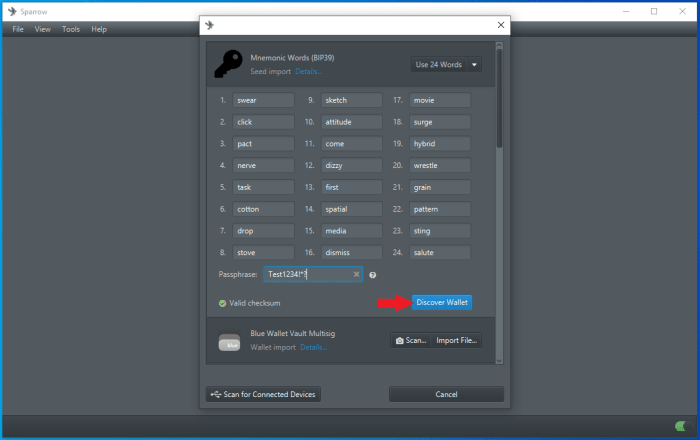 Sparrow
File View Tools Help
Mnemonic Words (BIP39)
Seed import Details...
Use 24 Words
1. swear 9. sketch 17. movie
2. click 10. attitude 18. surge
3. pact 11. come 19. hybrid
4. nerve 12. dizzy 20. wrestle
5. task 13. first 21. grain
6. cotton 14. spatial 22. pattern
7. drop 15. media 23. sting
8. stove 16. dismiss 24. salute
Passphrase: Test1234!*?
Valid checksum Discover Wallet
Blue Wallet Vault Multisig
Wallet import Details...
Scan... Import File...
blue
Scan for Connected Devices Cancel